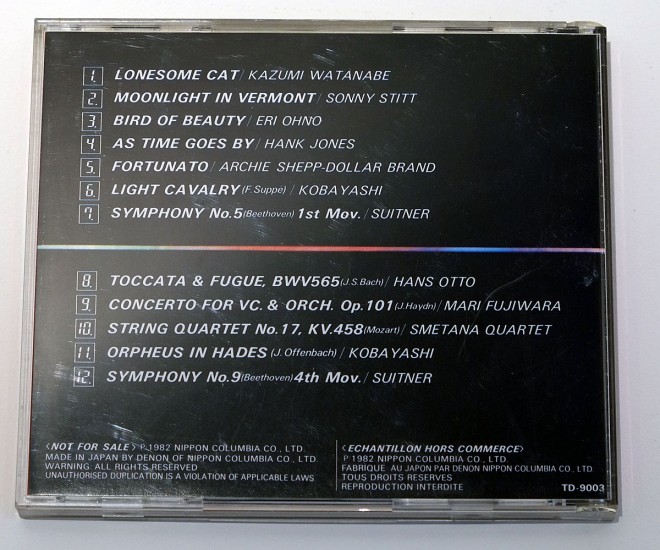 1. LONESOME CAT / KAZUMI WATANABE
2. MOONLIGHT IN VERMONT / SONNY STITT
3. BIRD OF BEAUTY / ERI OHNO
4. AS TIME GOES BY / HANK JONES
5. FORTUNATO / ARCHIE SHEPP-DOLLAR BRAND
6. LIGHT CAVALRY (F. Suppe) / KOBAYASHI
7. SYMPHONY No.5 (Beethoven) 1st Mov. / SUITNER
8. TOCCATA & FUGUE, BWV565 (J.S.Bach) / HANS OTTO
9. CONCERTO FOR VC. & ORCH. Op.101 (J.Haydn) / MARI FUJIWARA
10. STRING QUARTET No.17, KV.458 (Mozart) / SMETANA QUARTET
11. ORPHEUS IN HADES (J. Offenbach) / KOBAYASHI
12. SYMPHONY No.9 (Beethoven) 4th Mov. / SUITNER
〈NOT FOR SALE〉 P.1982 NIPPON COLUMBIA CO., LTD.
MADE IN JAPAN BY DENON OF NIPPON COLUMBIA CO., LTD.
WARNING: ALL RIGHTS RESERVED
UNAUTHORISED DUPLICATION IS A VIOLATION OF APPLICABLE LAWS
〈ECHANTILLON HORS COMMERCE〉
P.1982 NIPPON COLUMBIA CO., LTD.
FABRIQUE AU JAPON PAR DENON NIPPON COLUMBIA CO., LTD.
TOUS DROITS RESERVES
REPRODUCTION INTERDITE
TD-9003